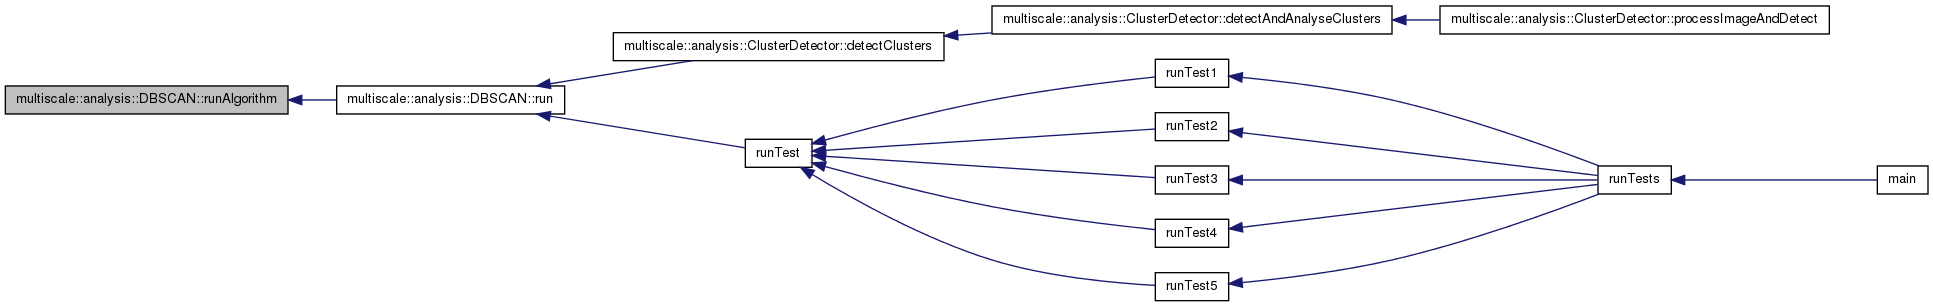 multiscale::analysis::DBSCAN::runAlgorithm
multiscale::analysis::DBSCAN::run
multiscale::analysis::ClusterDetector::detectClusters
multiscale::analysis::ClusterDetector::detectAndAnalyseClusters
multiscale::analysis::ClusterDetector::processImageAndDetect
runTest
runTest1
runTest2
runTest3
runTest4
runTest5
runTests
main